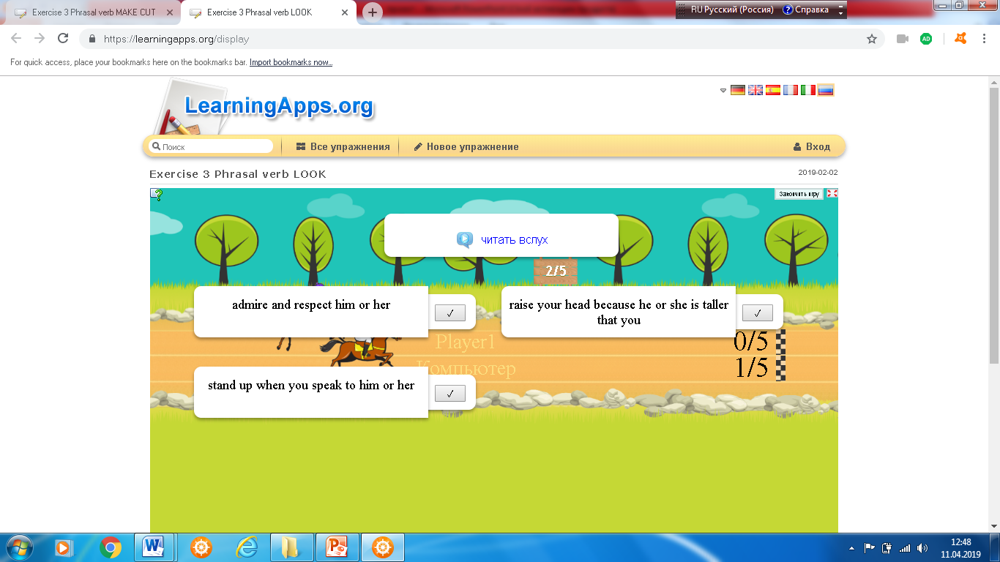 Exercise 3 Phrasal verb MAKE CUT
Exercise 3 Phrasal verb LOOK
RU Русский (Россия)
Справка
https://learningapps.org/display
AD
For quick access, place your bookmarks here on the bookmarks bar. Import bookmarks now...
LearningApps.org
Поиск
Все упражнения
Новое упражнение
Вход
Exercise 3 Phrasal verb LOOK
2019-02-02
Закончить игру
читать вслух
2/5
admire and respect him or her
raise your head because he or she is taller
that you
Player1
0/5
Компьютер
1/5
stand up when you speak to him or her
12:48
11.04.2019